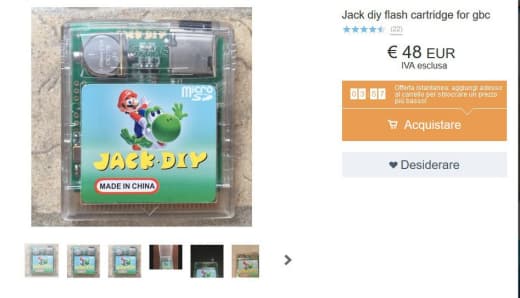 Jack diy flash cartridge for gbc
(22)
€ 48 EUR
IVA esclusa
03 07
Offerta istantanea: aggiungi adesso
al carrello per sbloccare un prezzo
più basso!
Acquistare
Desiderare
micro
SD
JACK·DIY
MADE IN CHINA